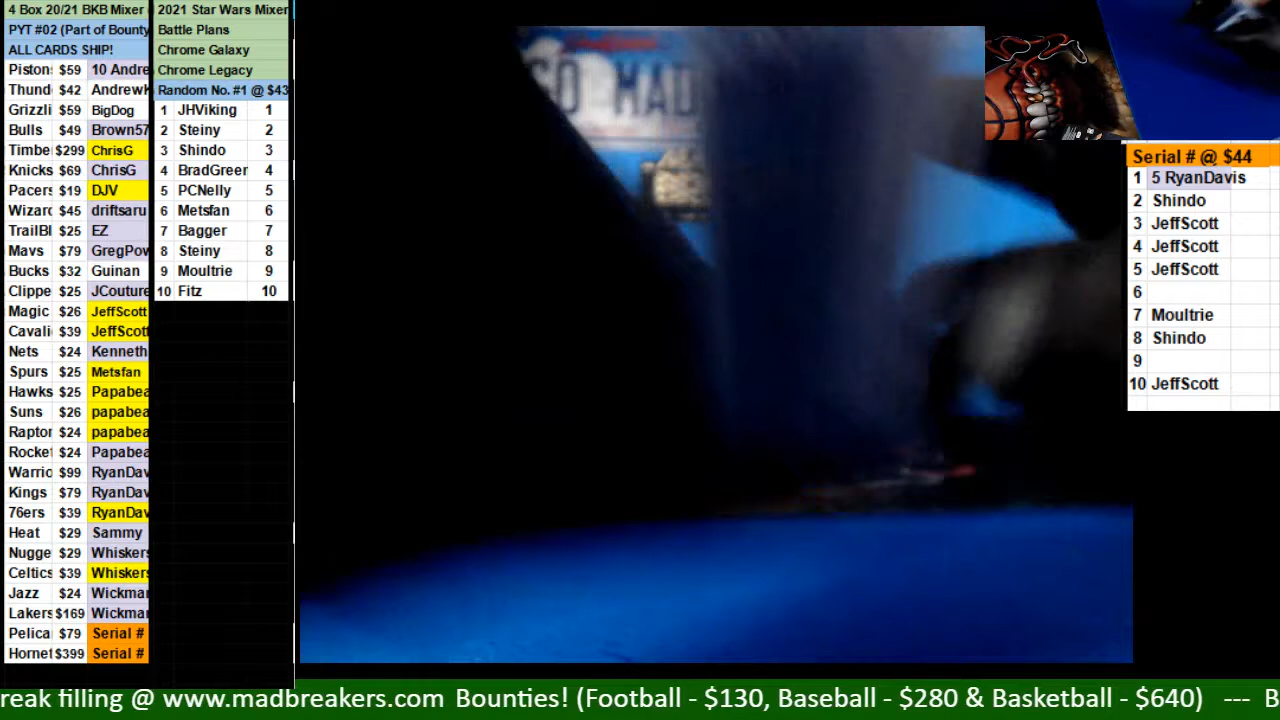 4 Box 20/21 BKB Mixer
PYT #02 (Part of Bounty
ALL CARDS SHIP!
Piston $59 10 Andre
Thund $42 AndrewK
Grizzli $59 BigDog
Bulls $49 Brown57
Timbe $299 ChrisG
Knicks $69 ChrisG
Pacers $19 DJV
Wizard $45 driftsaru
TrailBl $25 EZ
Mavs $79 GregPow
Bucks $32 Guinan
Clippe $25 JCouture
Magic $26 JeffScott
Cavali $39 JeffScott
Nets $24 Kenneth
Spurs $25 Metsfan
Hawks $25 Papabea
Suns $26 papabea
Raptor $24 papabea
Rocket $24 Papabea
Warrio $99 RyanDav
Kings $79 RyanDav
76ers $39 RyanDav
Heat $29 Sammy
Nugge $29 Whiskers
Celtics $39 Whiskers
Jazz $24 Wickmar
Lakers $169 Wickmar
Pelica $79 Serial #
Hornet $399 Serial #
2021 Star Wars Mixer
Battle Plans
Chrome Galaxy
Chrome Legacy
Random No. #1 @ $43
1 JHViking 1
2 Steiny 2
3 Shindo 3
4 BradGreer 4
5 PCNelly 5
6 Metsfan 6
7 Bagger 7
8 Steiny 8
9 Moultrie 9
10 Fitz 10
SO MAD
Serial # @ $44
1 5 RyanDavis
2 Shindo
3 JeffScott
4 JeffScott
5 JeffScott
6
7 Moultrie
8 Shindo
9
10 JeffScott
reak filling @ www.madbreakers.com Bounties! (Football - $130, Baseball - $280 & Basketball - $640) --- B